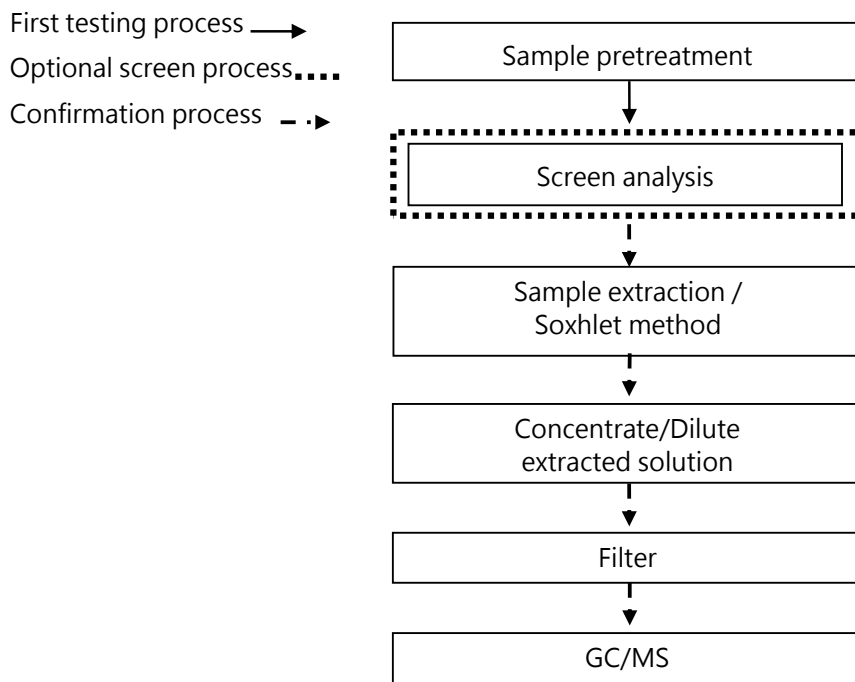 First testing process
Optional screen process
Confirmation process
Sample pretreatment
Screen analysis
Sample extraction /
Soxhlet method
Concentrate/Dilute
extracted solution
Filter
GC/MS